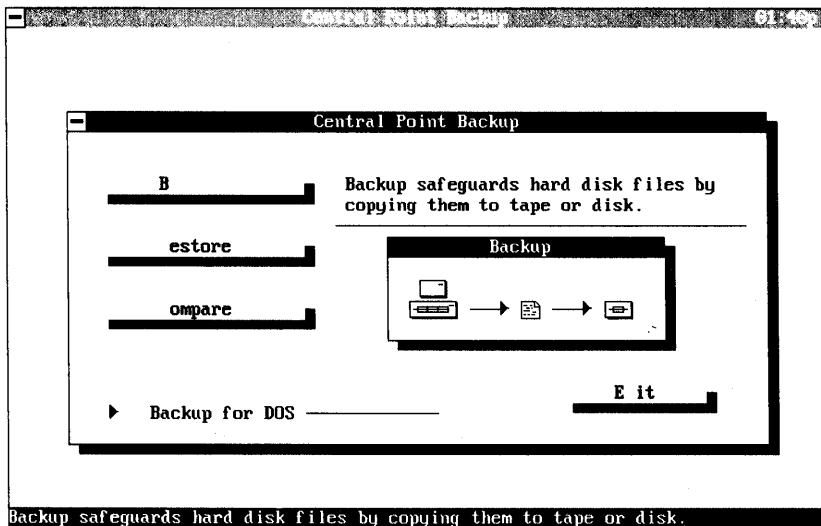 Central Point Backup 01:40p
Central Point Backup
B
Backup safeguards hard disk files by
copying them to tape or disk.
estore
Backup
ompare
E it
Backup for DOS
Backup safeguards hard disk files by copying them to tape or disk.